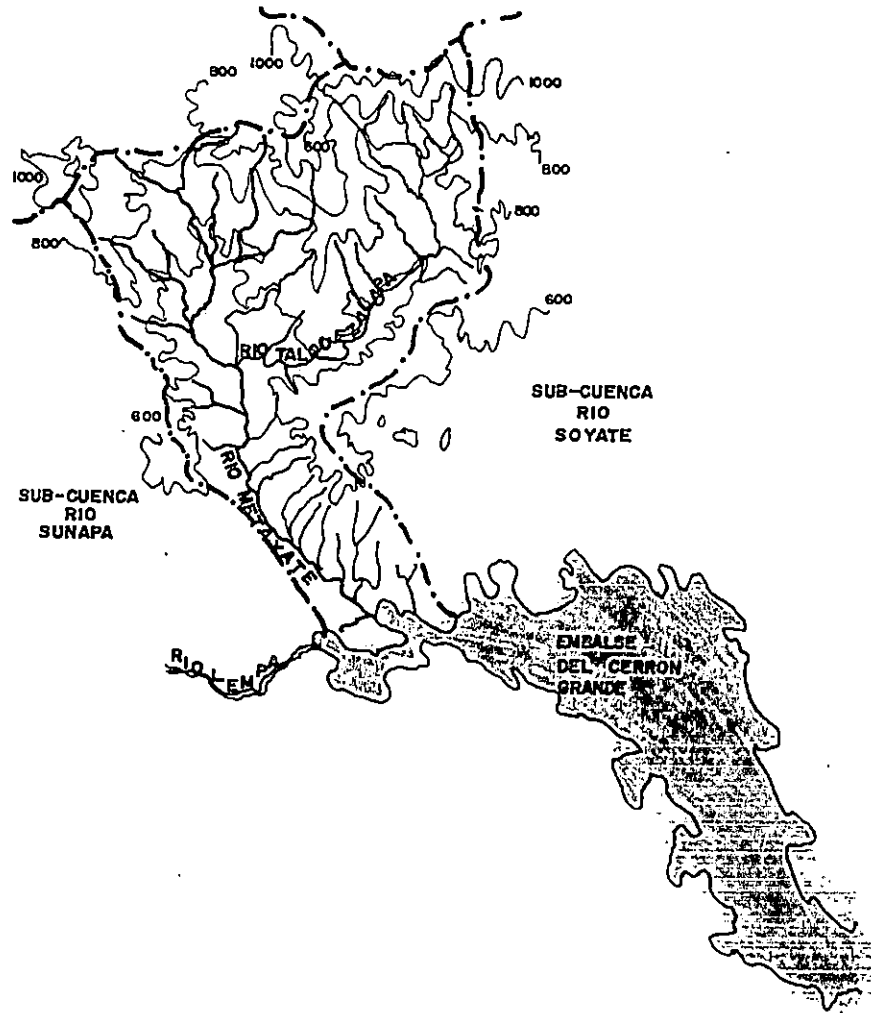 1000
800
1000
600
800
1000
800
800
600
RIO TALQUEZALAPA
600
SUB-CUENCA
RIO
SOYATE
RIO METAYATE
SUB-CUENCA
RIO
SUNAPA
RIO LEMPA
EMBALSE
DEL CERRON
GRANDE